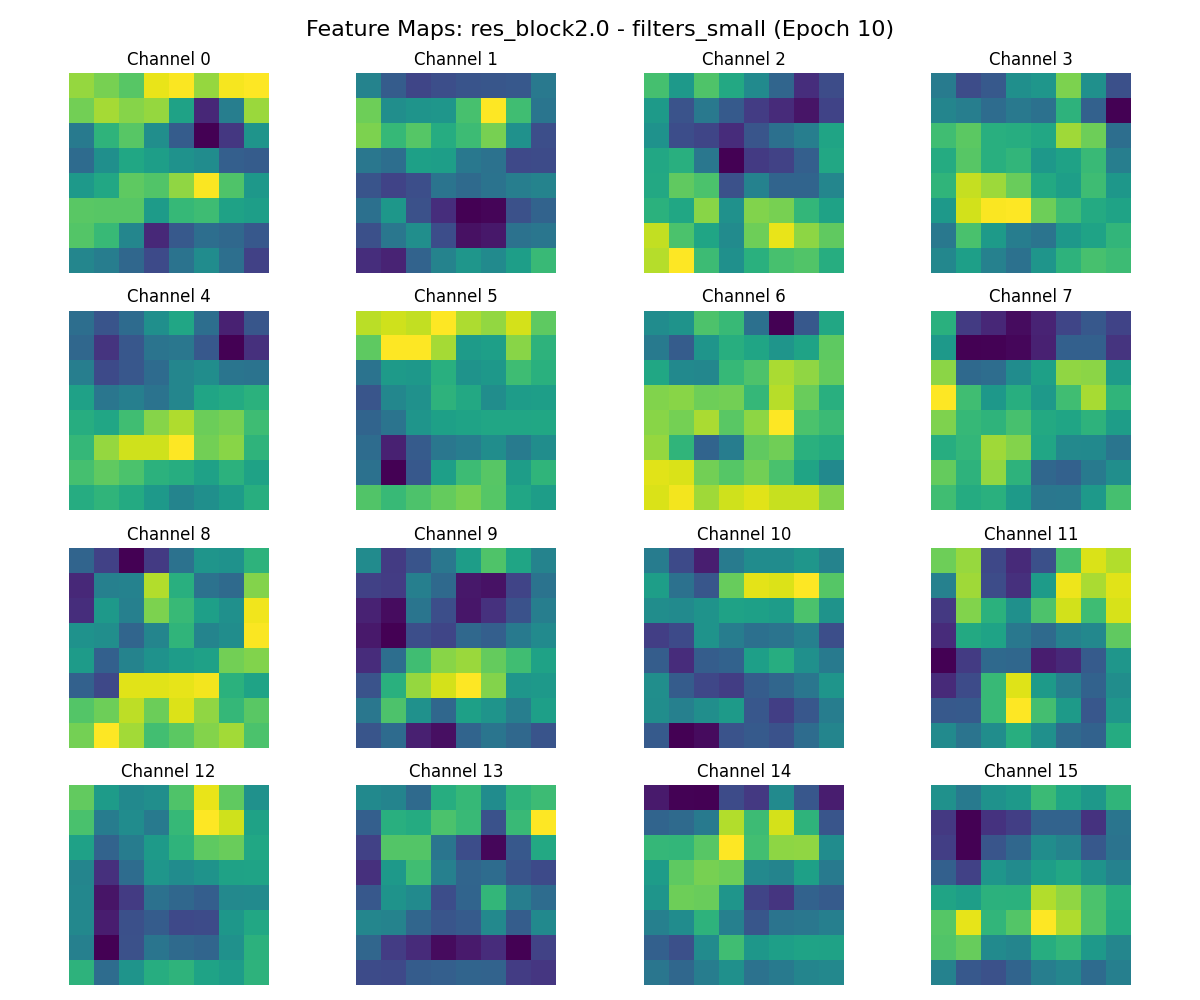 Feature Maps: res_block2.0 - filters_small (Epoch 10)
Channel 0
Channel 1
Channel 2
Channel 3
Channel 4
Channel 5
Channel 6
Channel 7
Channel 8
Channel 9
Channel 10
Channel 11
Channel 12
Channel 13
Channel 14
Channel 15